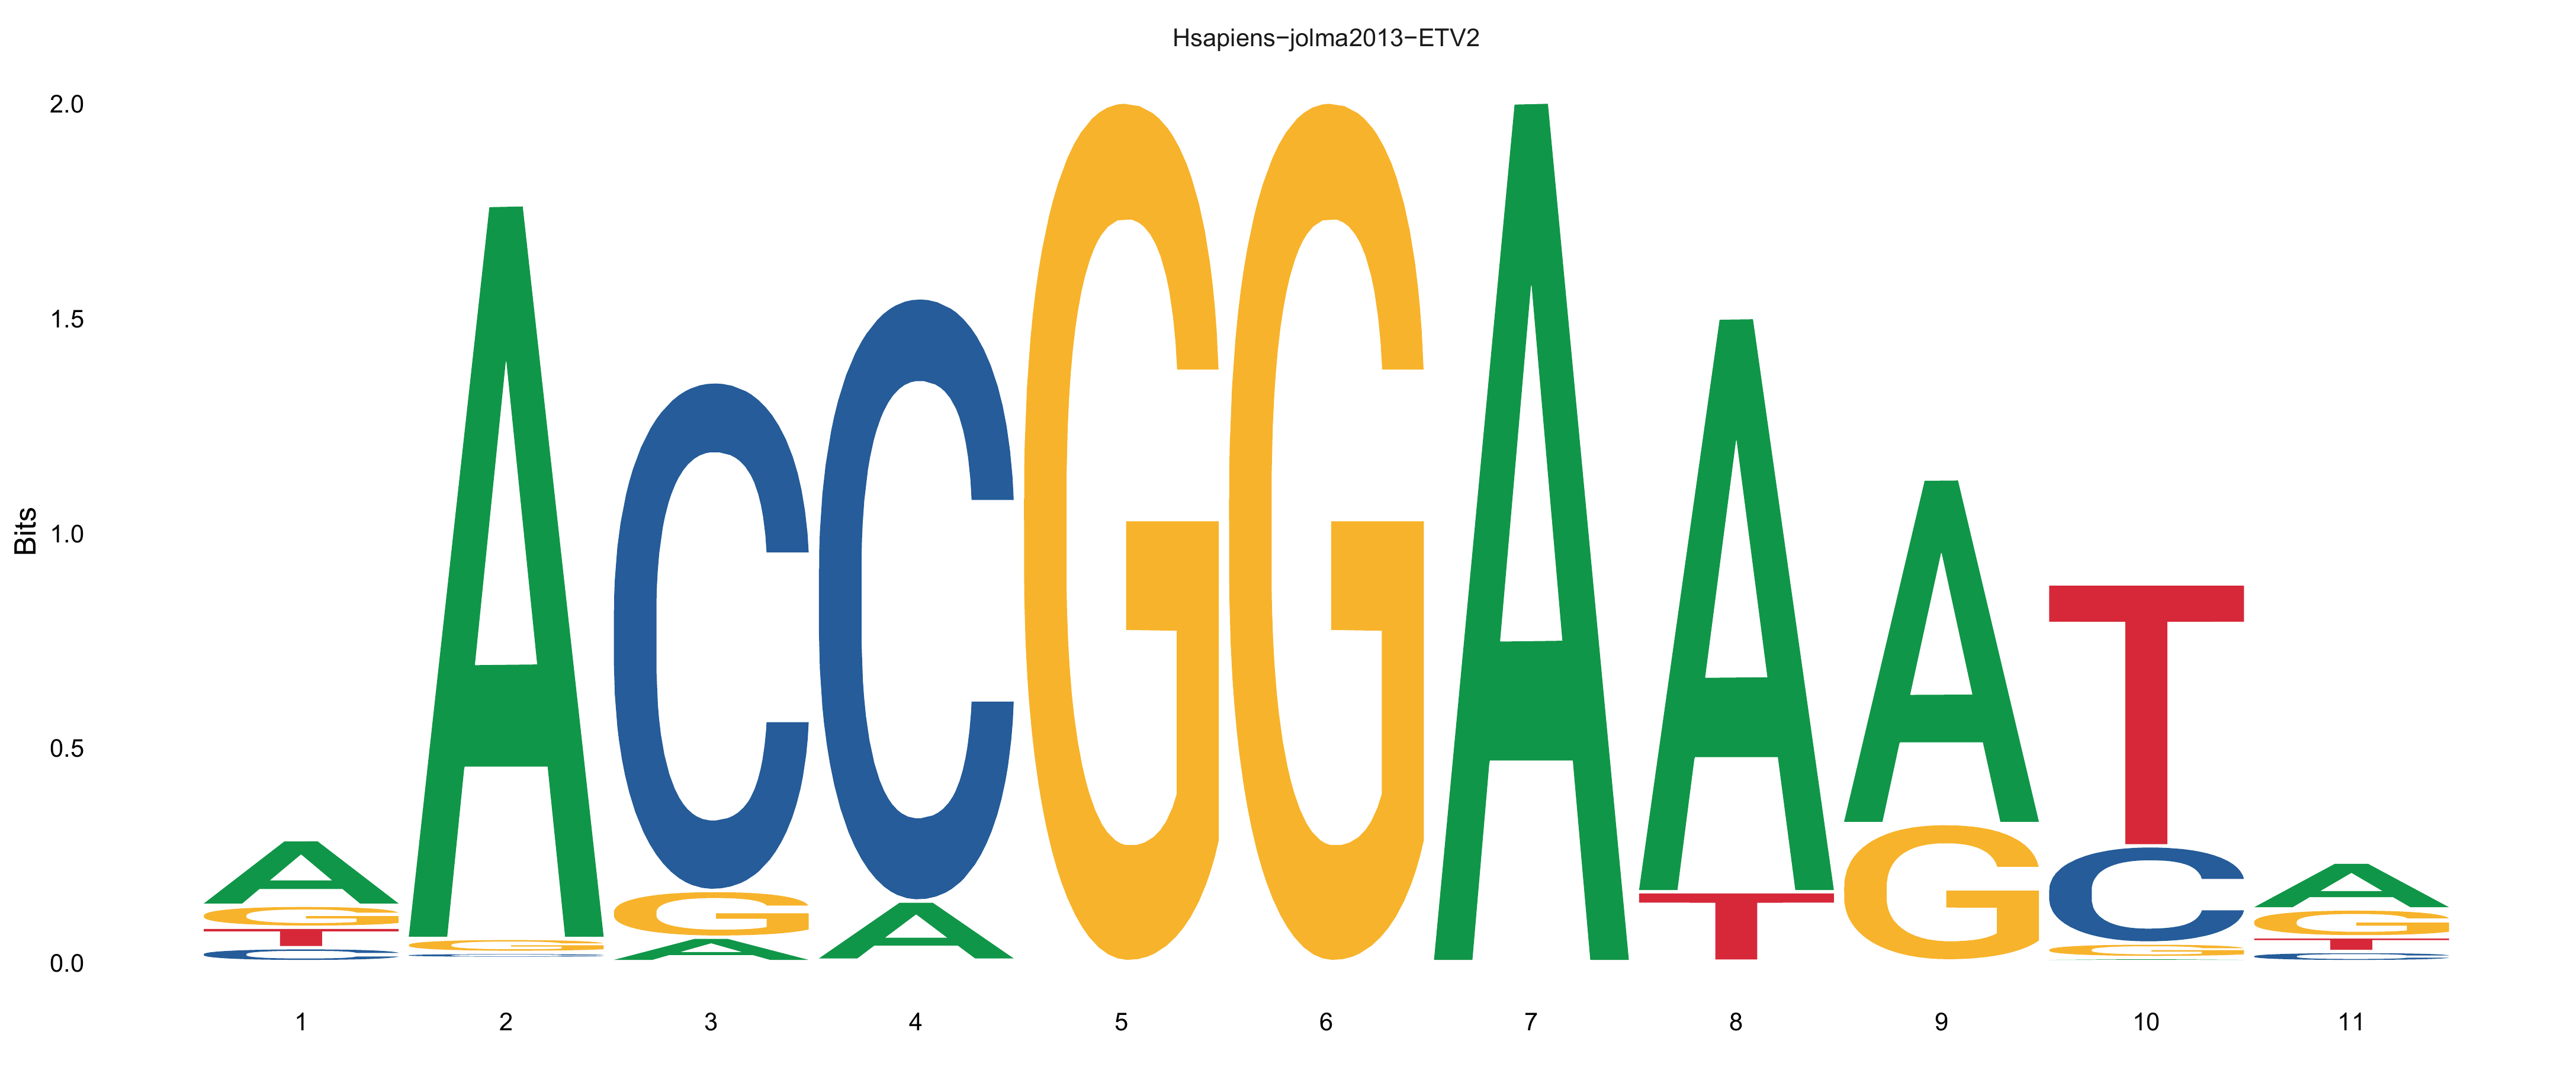 Hsapiens−jolma2013−ETV2
2.0
1.5
1.0
0.5
0.0
Bits
A G T C
A G C
C G A
C A
G
G
A
A T
A G
T C G
A G T C
1 2 3 4 5 6 7 8 9 10 11